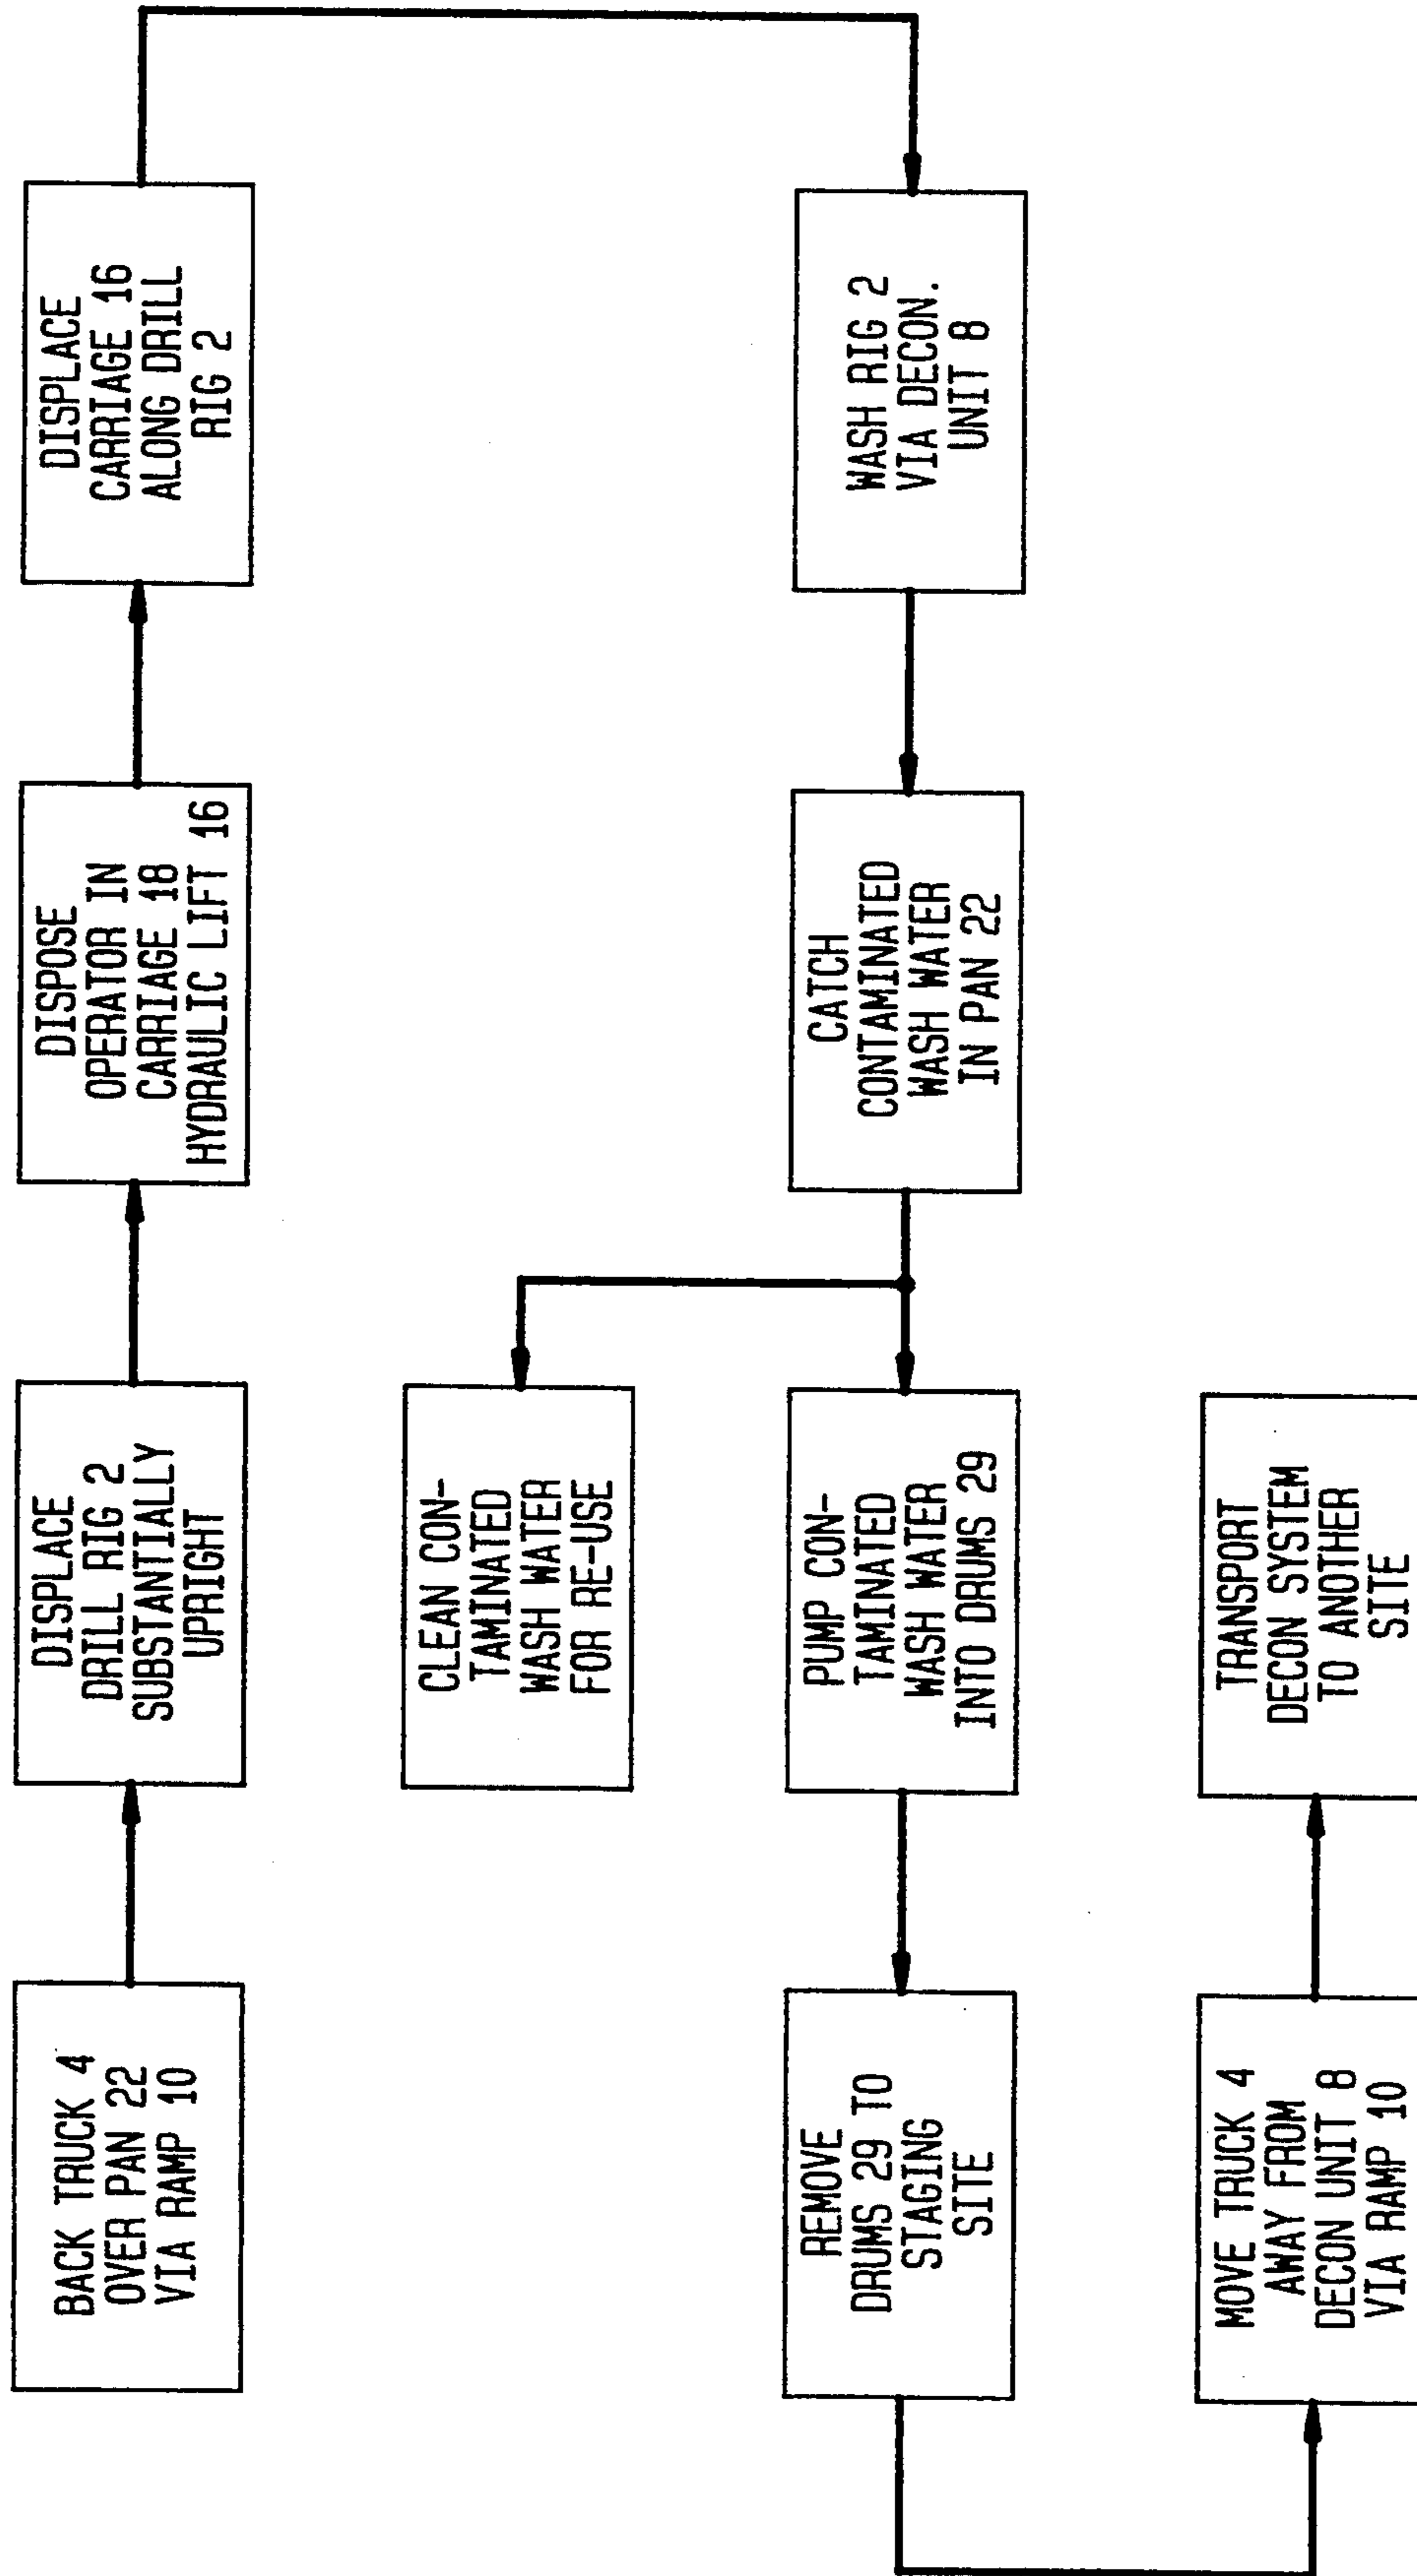 BACK TRUCK 4
OVER PAN 22
VIA RAMP 10
DISPLACE
DRILL RIG 2
SUBSTANTIALLY
UPRIGHT
DISPOSE
OPERATOR IN
CARRIAGE 18
HYDRAULIC LIFT 16
DISPLACE
CARRIAGE 16
ALONG DRILL
RIG 2
WASH RIG 2
VIA DECON.
UNIT 8
CATCH
CONTAMINATED
WASH WATER
IN PAN 22
CLEAN CON-
TAMINATED
WASH WATER
FOR RE-USE
PUMP CON-
TAMINATED
WASH WATER
INTO DRUMS 29
REMOVE
DRUMS 29 TO
STAGING
SITE
MOVE TRUCK 4
AWAY FROM
DECON UNIT 8
VIA RAMP 10
TRANSPORT
DECON SYSTEM
TO ANOTHER
SITE